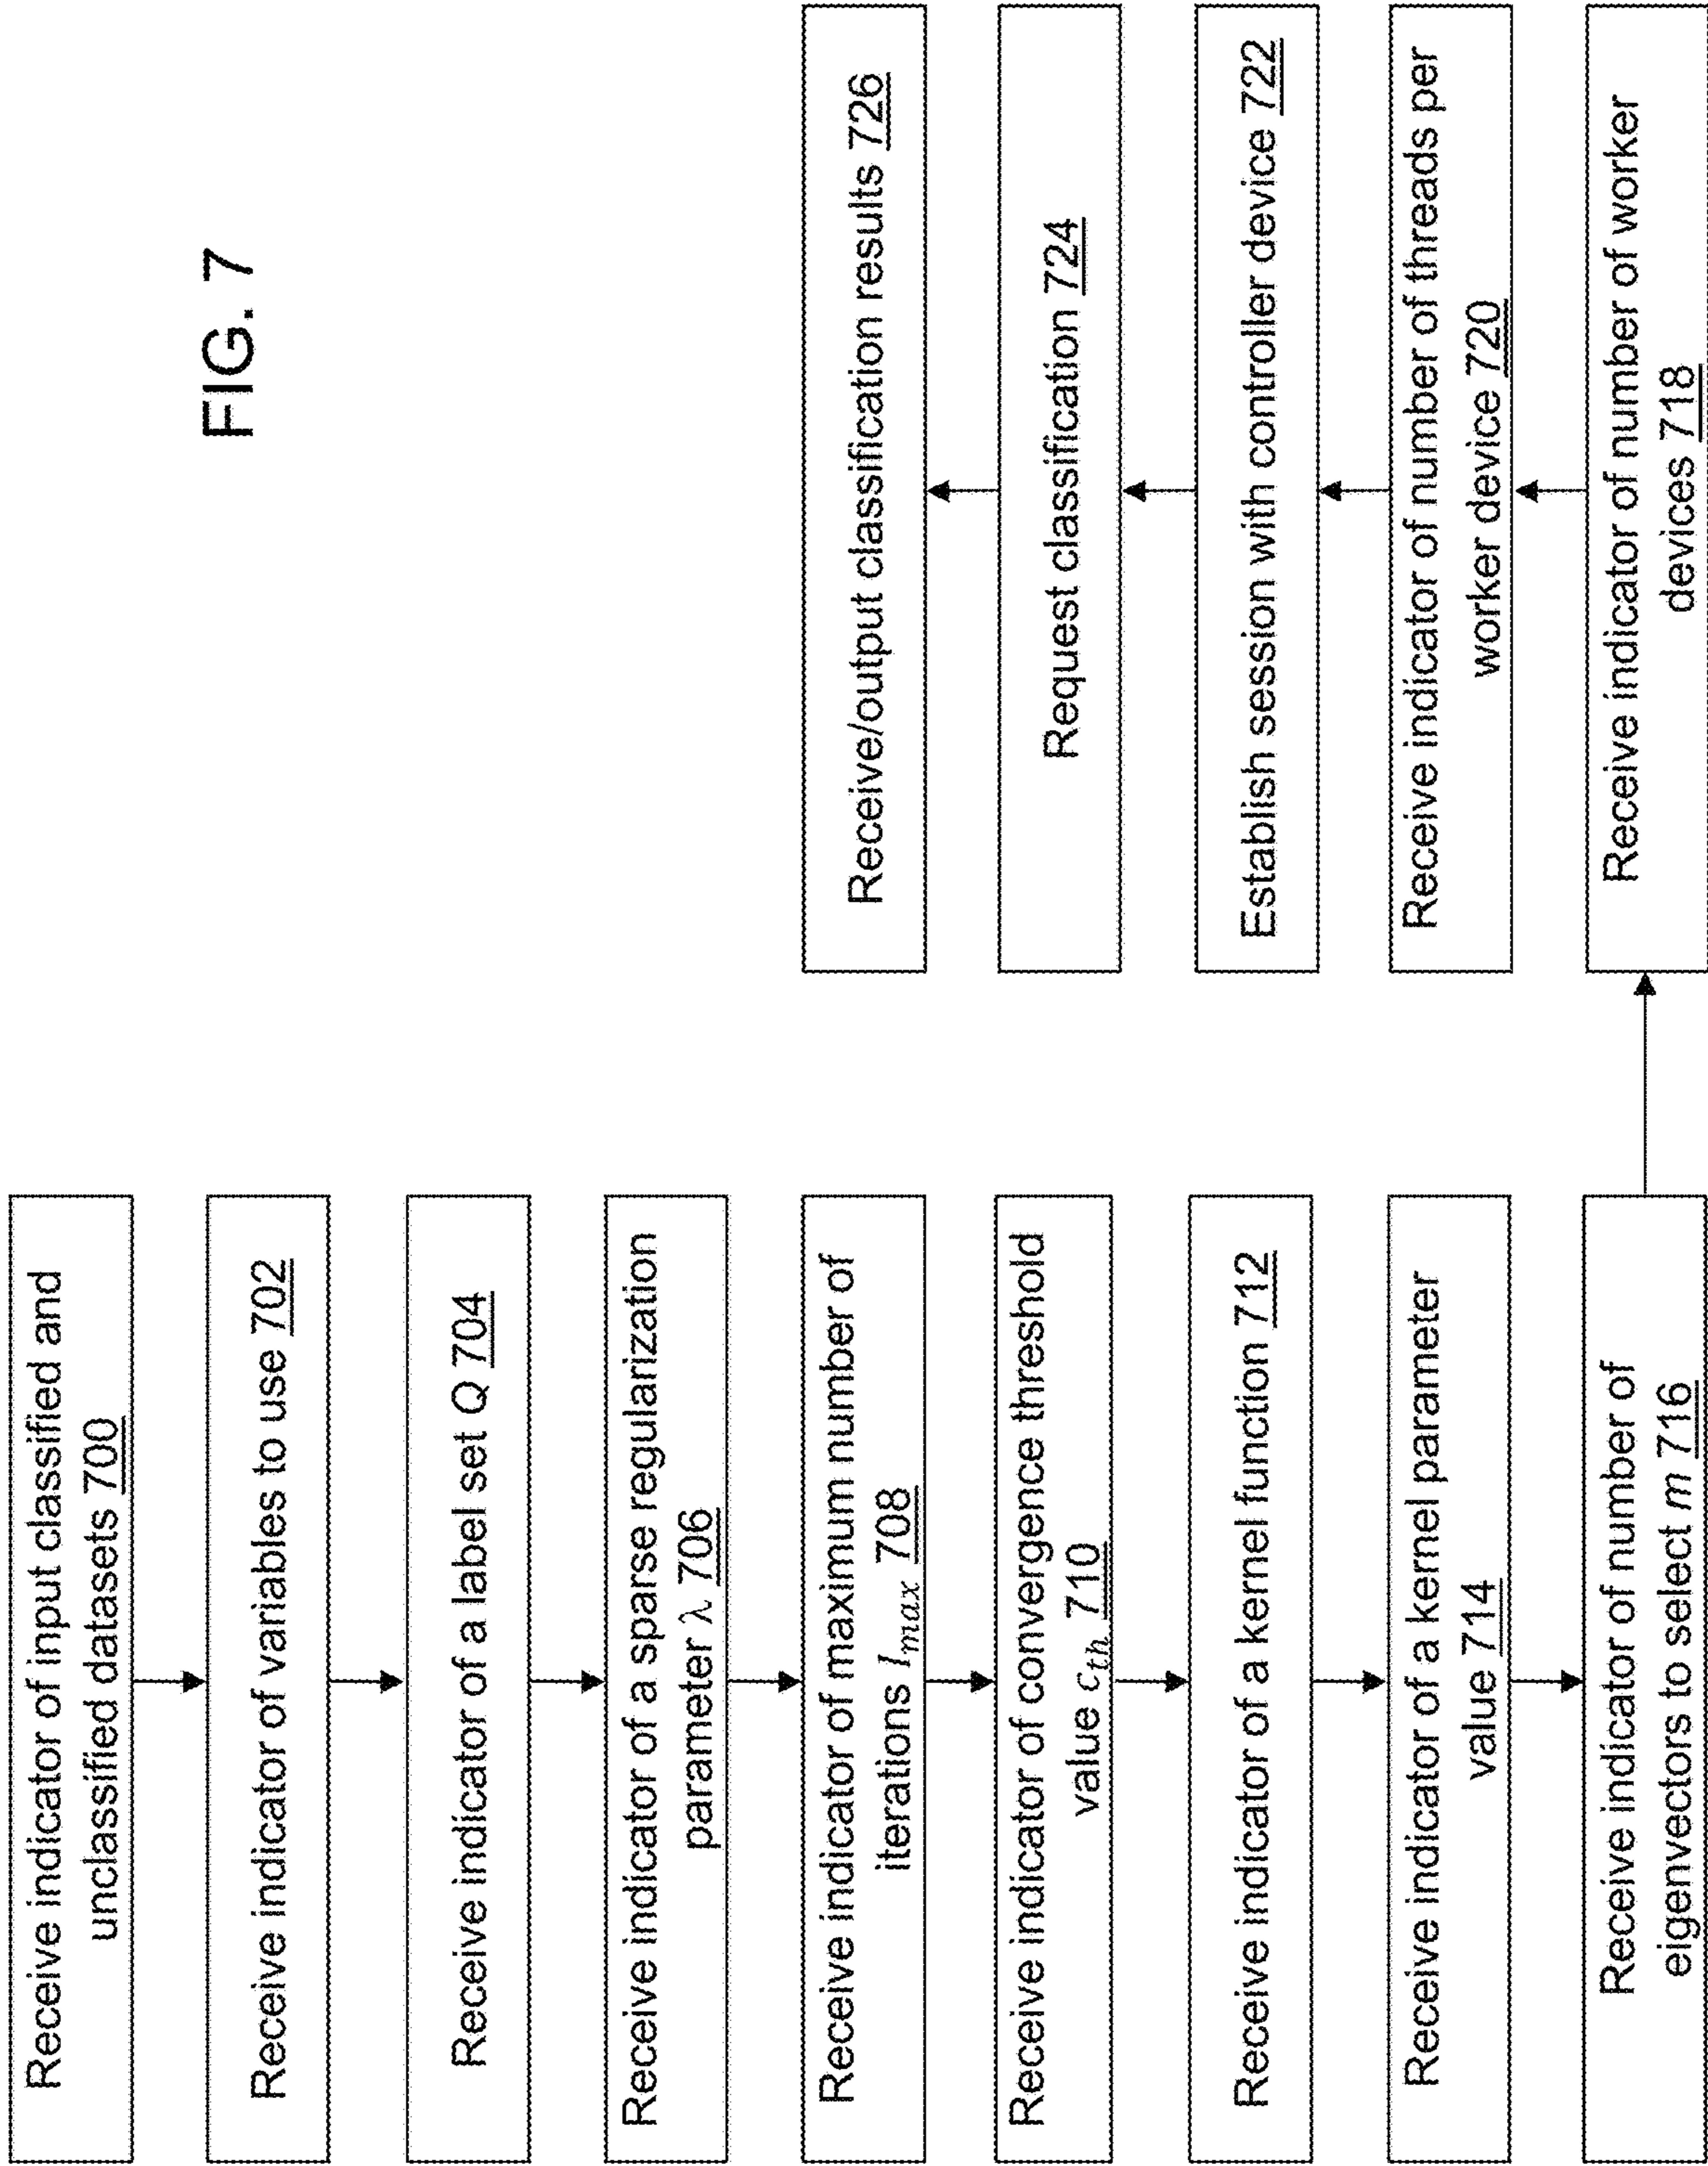 Receive indicator of input classified and
unclassified datasets 700
Receive indicator of variables to use 702
Receive indicator of a label set Q 704
Receive indicator of a sparse regularization
parameter λ 706
Receive indicator of maximum number of
iterations I_max 708
Receive indicator of convergence threshold
value c_th 710
Receive indicator of a kernel function 712
Receive indicator of a kernel parameter
value 714
Receive indicator of number of
eigenvectors to select m 716
Receive indicator of number of worker
devices 718
Receive indicator of number of threads per
worker device 720
Establish session with controller device 722
Request classification 724
Receive/output classification results 726
FIG. 7